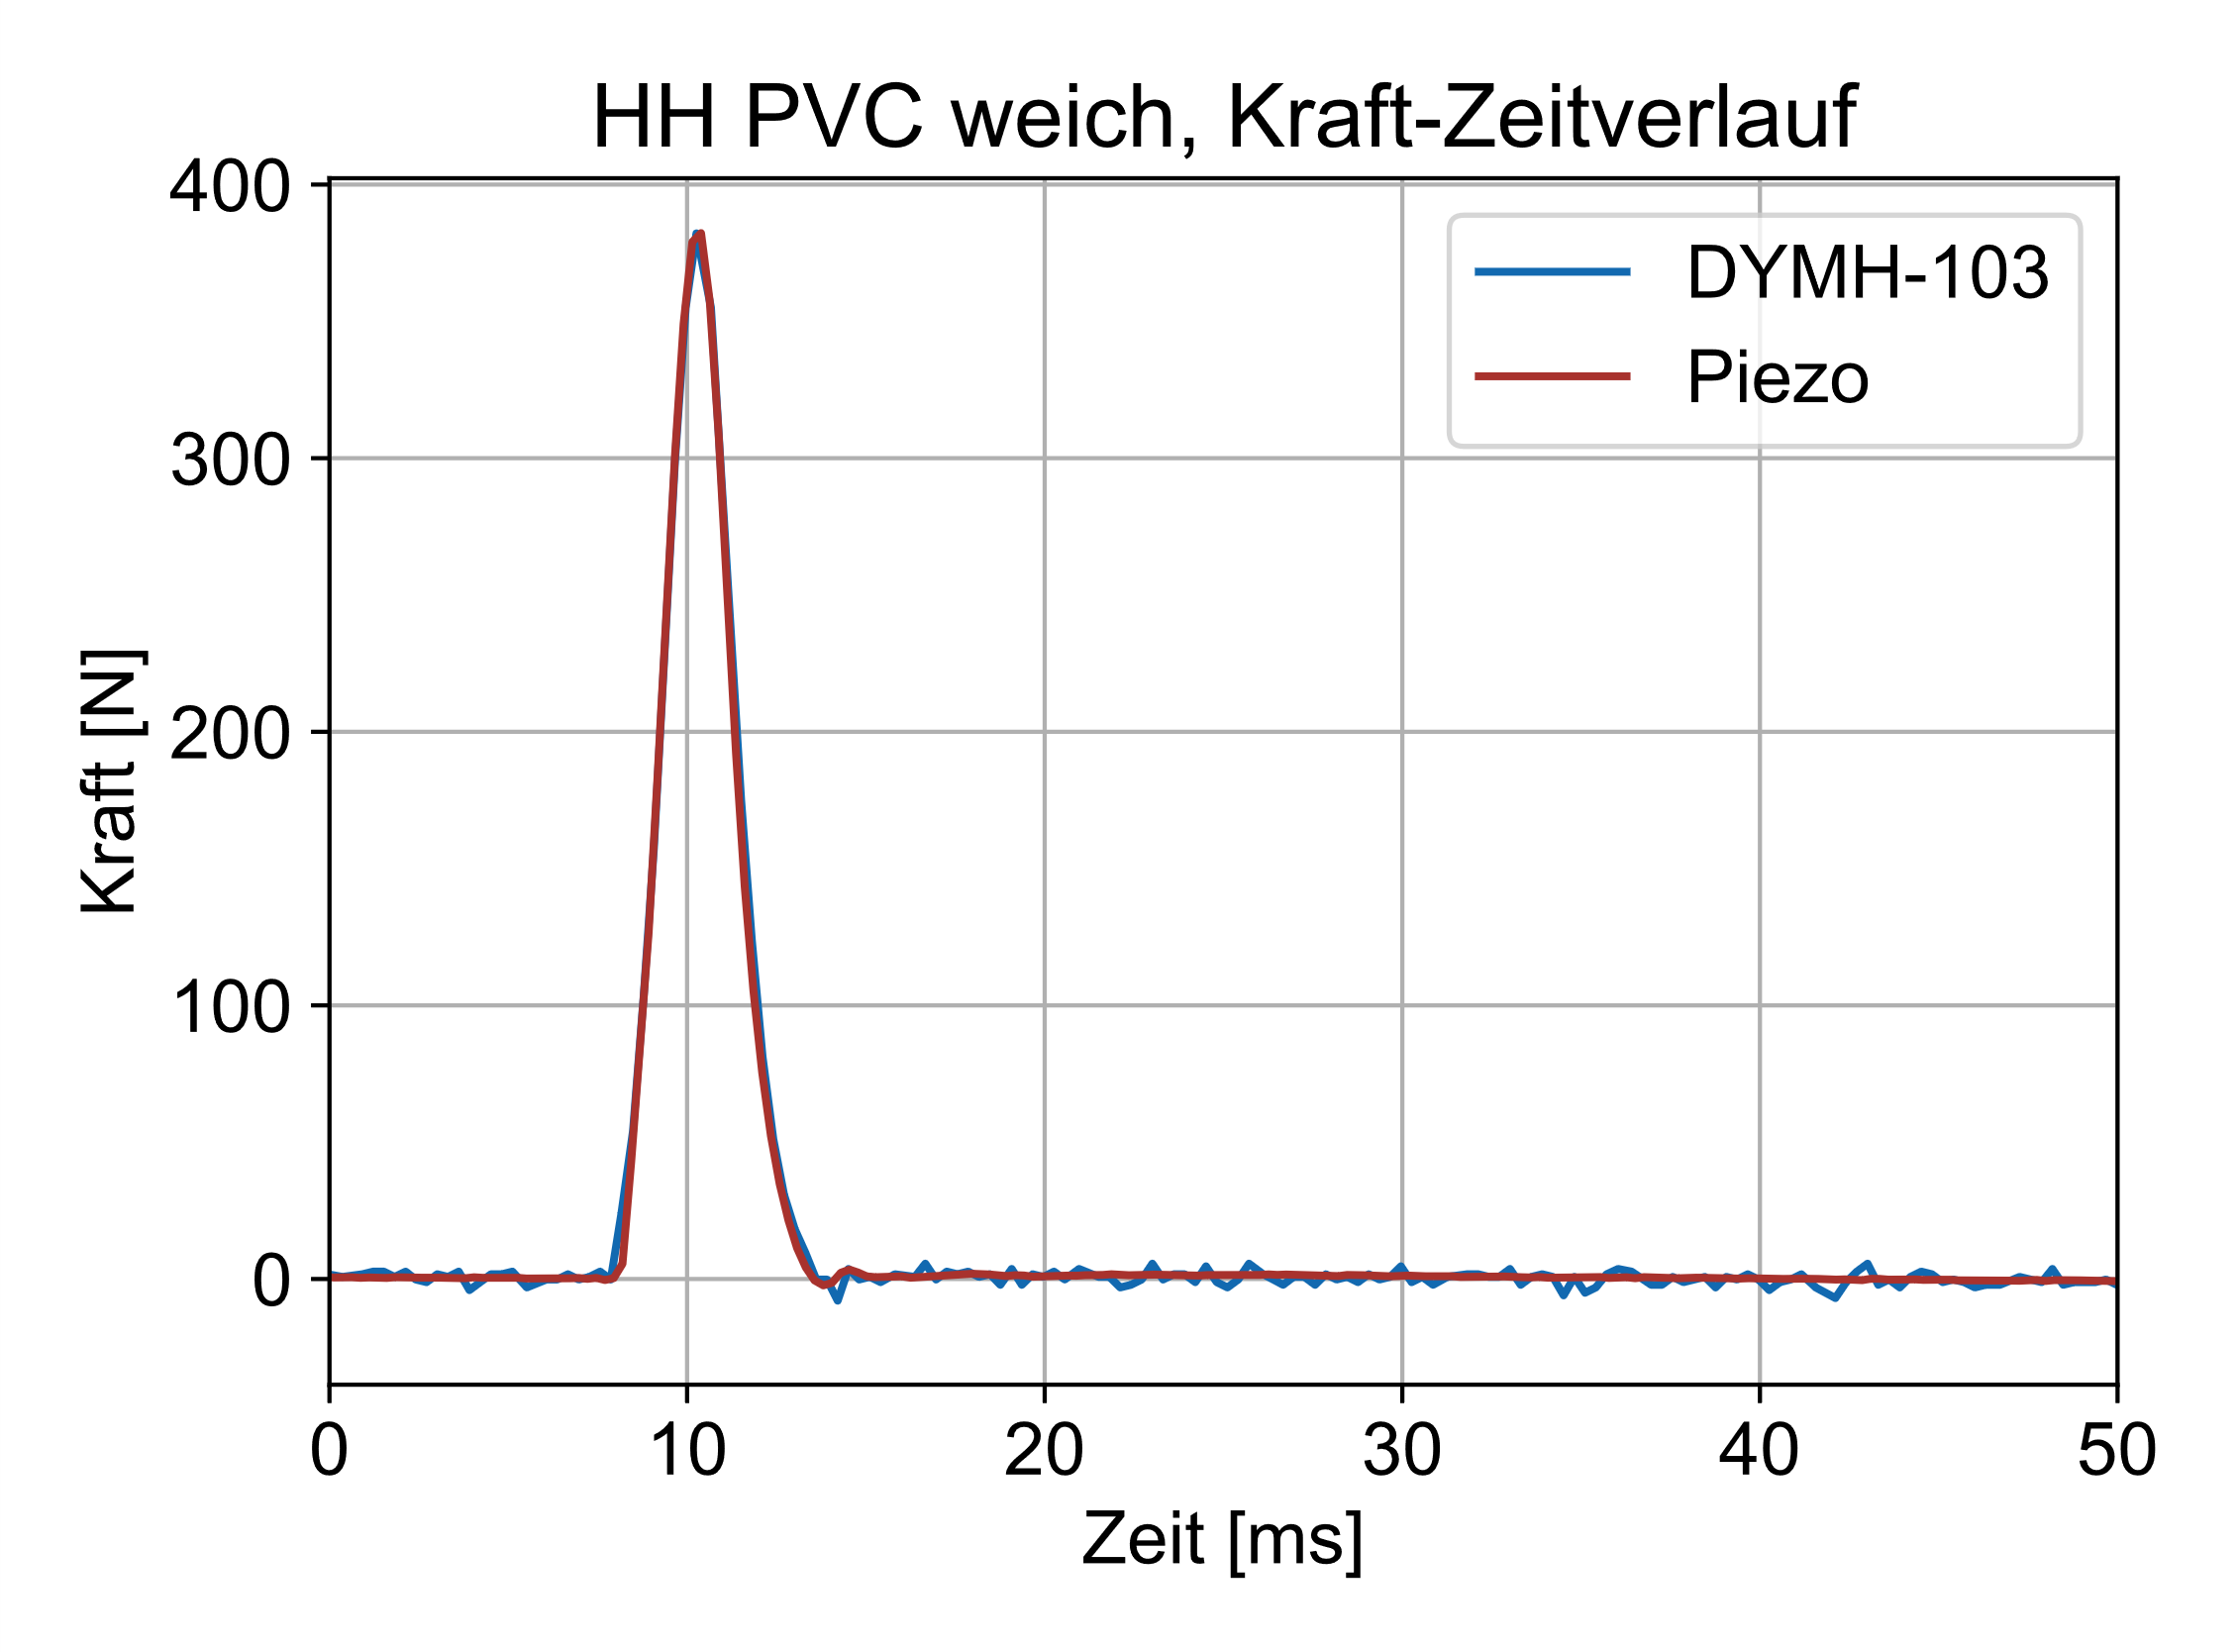 HH PVC weich, Kraft-Zeitverlauf
400
300
200
100
0
Kraft [N]
DYMH-103
Piezo
0 10 20 30 40 50
Zeit [ms]